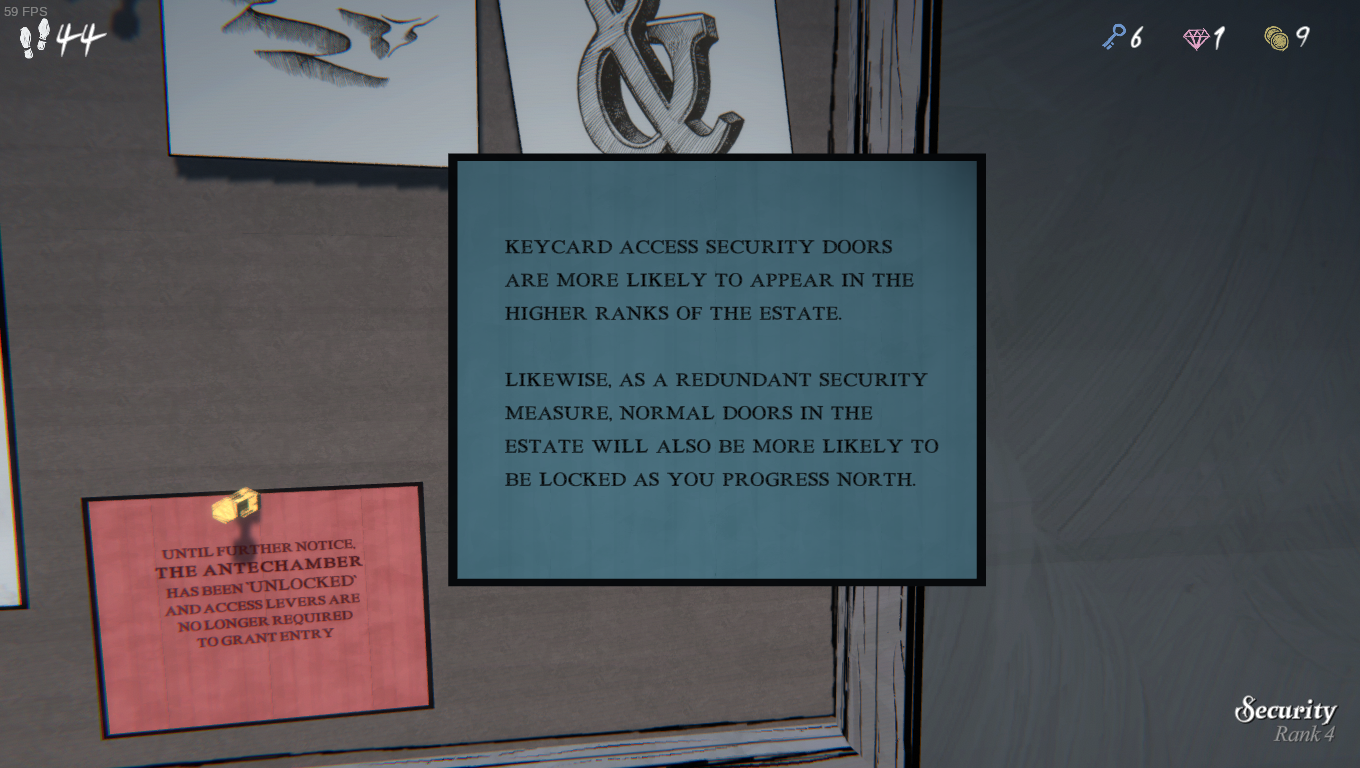 59 FPS
44
6
1
9
&
KEYCARD ACCESS SECURITY DOORS
ARE MORE LIKELY TO APPEAR IN THE
HIGHER RANKS OF THE ESTATE.
LIKEWISE, AS A REDUNDANT SECURITY
MEASURE, NORMAL DOORS IN THE
ESTATE WILL ALSO BE MORE LIKELY TO
BE LOCKED AS YOU PROGRESS NORTH.
UNTIL FURTHER NOTICE,
THE ANTECHAMBER
HAS BEEN "UNLOCKED"
AND ACCESS LEVERS ARE
NO LONGER REQUIRED
TO GRANT ENTRY
Security
Rank 4